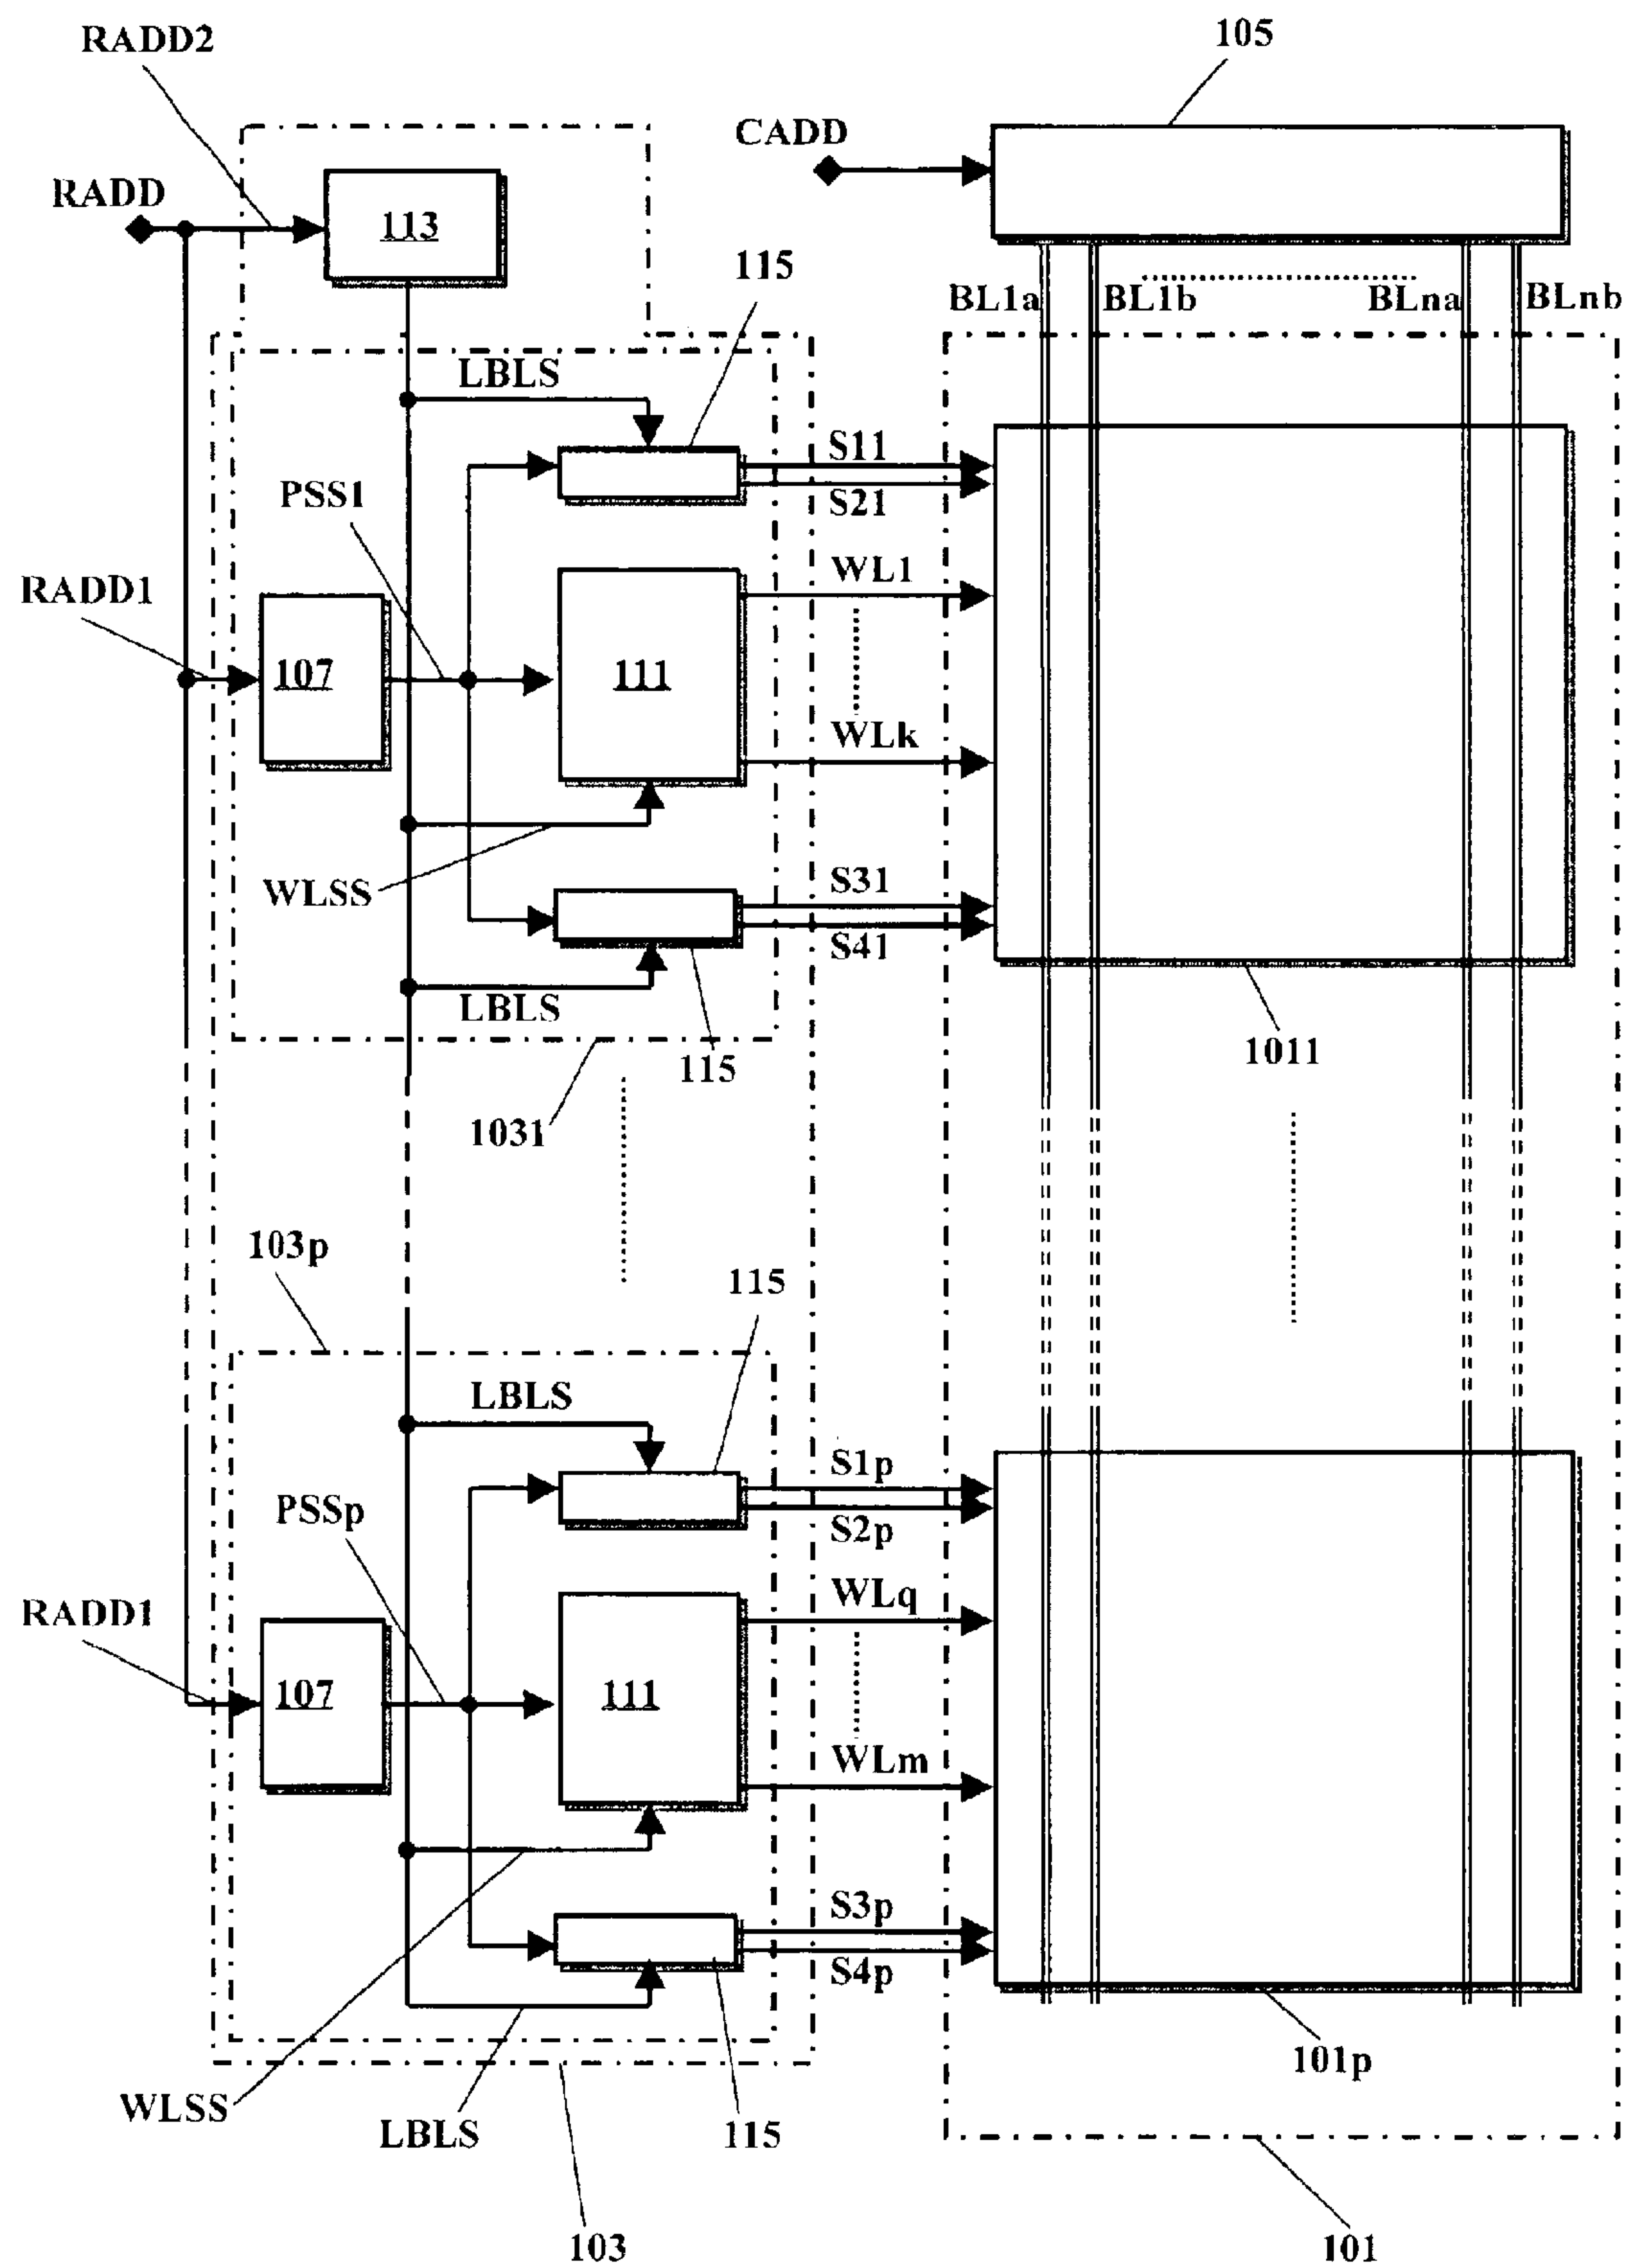 105
RADD2
CADD
RADD
113
115
BL1a
BL1b
BLna
BLnb
LBLS
S11
S21
PSS1
WL1
RADD1
107
111
WLk
WLSS
S31
S41
LBLS
1011
115
1031
103p
115
LBLS
S1p
S2p
PSSp
WLq
RADD1
107
111
WLm
S3p
S4p
101p
WLSS
LBLS
115
103
101